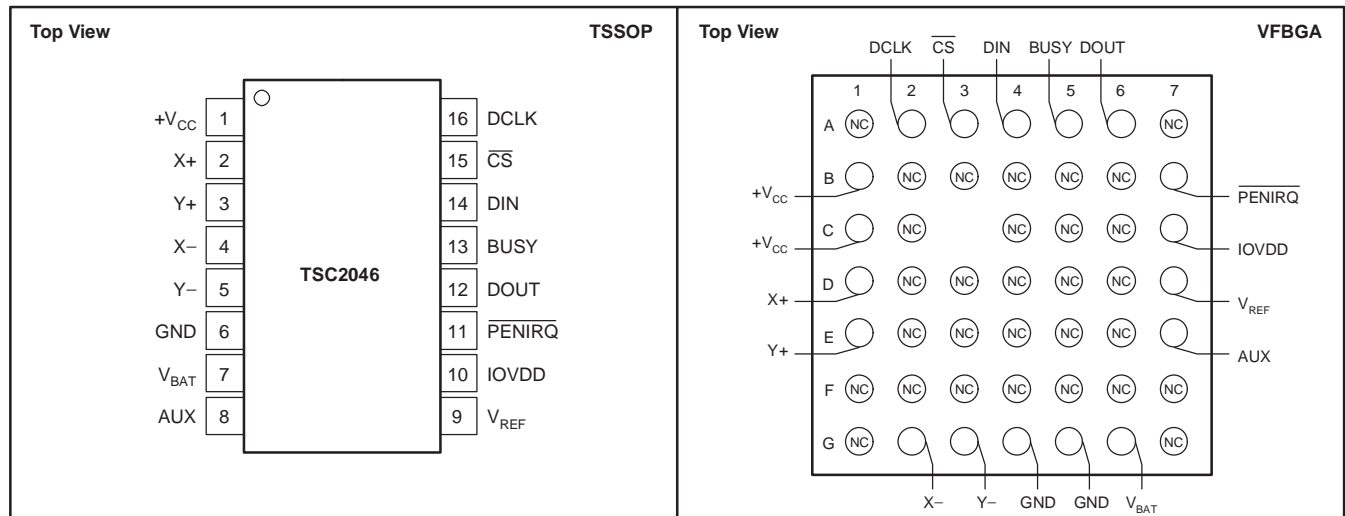 Top View TSSOP
+VCC 1 16 DCLK
X+ 2 15 CS
Y+ 3 14 DIN
X− 4 13 BUSY
TSC2046
Y− 5 12 DOUT
GND 6 11 PENIRQ
VBAT 7 10 IOVDD
AUX 8 9 VREF
Top View VFBGA
DCLK CS DIN BUSY DOUT
1 2 3 4 5 6 7
A NC NC
B NC NC NC NC NC
+VCC PENIRQ
C NC NC NC NC
+VCC IOVDD
D NC NC NC NC NC
X+ VREF
E NC NC NC NC NC
Y+ AUX
F NC NC NC NC NC NC NC
G NC NC
X− Y− GND GND VBAT